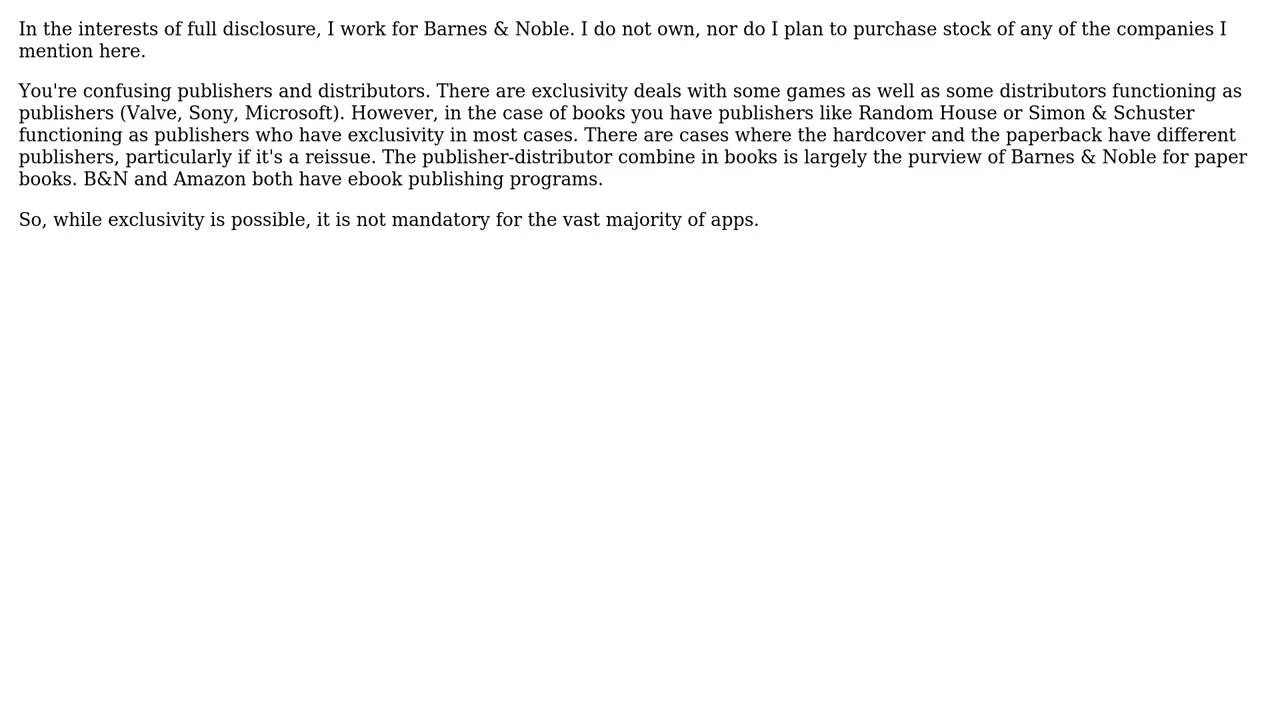 In the interests of full disclosure, I work for Barnes & Noble. I do not own, nor do I plan to purchase stock of any of the companies I
mention here.
You're confusing publishers and distributors. There are exclusivity deals with some games as well as some distributors functioning as
publishers (Valve, Sony, Microsoft). However, in the case of books you have publishers like Random House or Simon & Schuster
functioning as publishers who have exclusivity in most cases. There are cases where the hardcover and the paperback have different
publishers, particularly if it's a reissue. The publisher-distributor combine in books is largely the purview of Barnes & Noble for paper
books. B&N and Amazon both have ebook publishing programs.
So, while exclusivity is possible, it is not mandatory for the vast majority of apps.